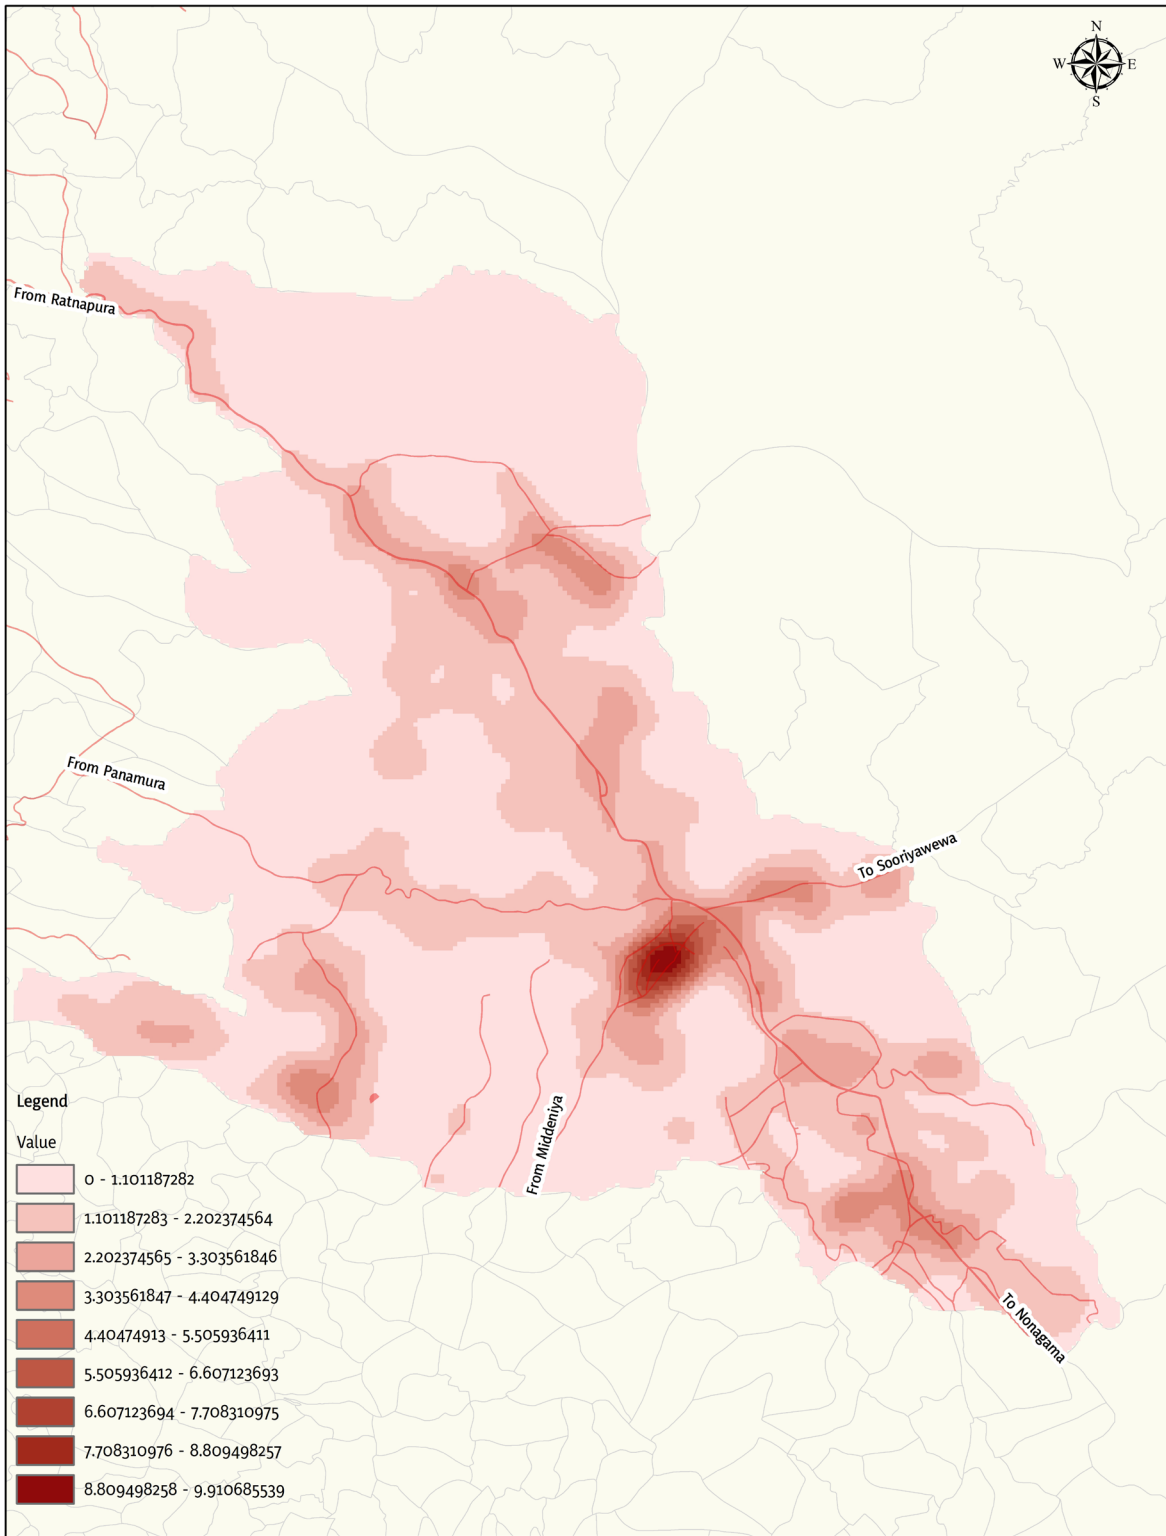 N
W E
S
From Ratnapura
From Panamura
To Sooriyawewa
From Middeniya
To Nonagama
Legend
Value
0 - 1.101187282
1.101187283 - 2.202374564
2.202374565 - 3.303561846
3.303561847 - 4.404749129
4.40474913 - 5.505936411
5.505936412 - 6.607123693
6.607123694 - 7.708310975
7.708310976 - 8.809498257
8.809498258 - 9.910685539